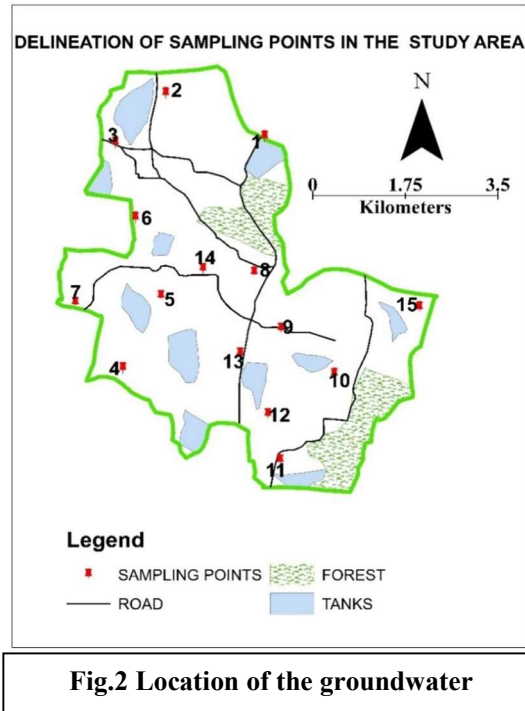 DELINEATION OF SAMPLING POINTS IN THE STUDY AREA
N
2
1
3
0 1.75 3.5
Kilometers
6
14
8
7
5
15
9
13
4
10
12
11
Legend
SAMPLING POINTS FOREST
ROAD TANKS
Fig.2 Location of the groundwater